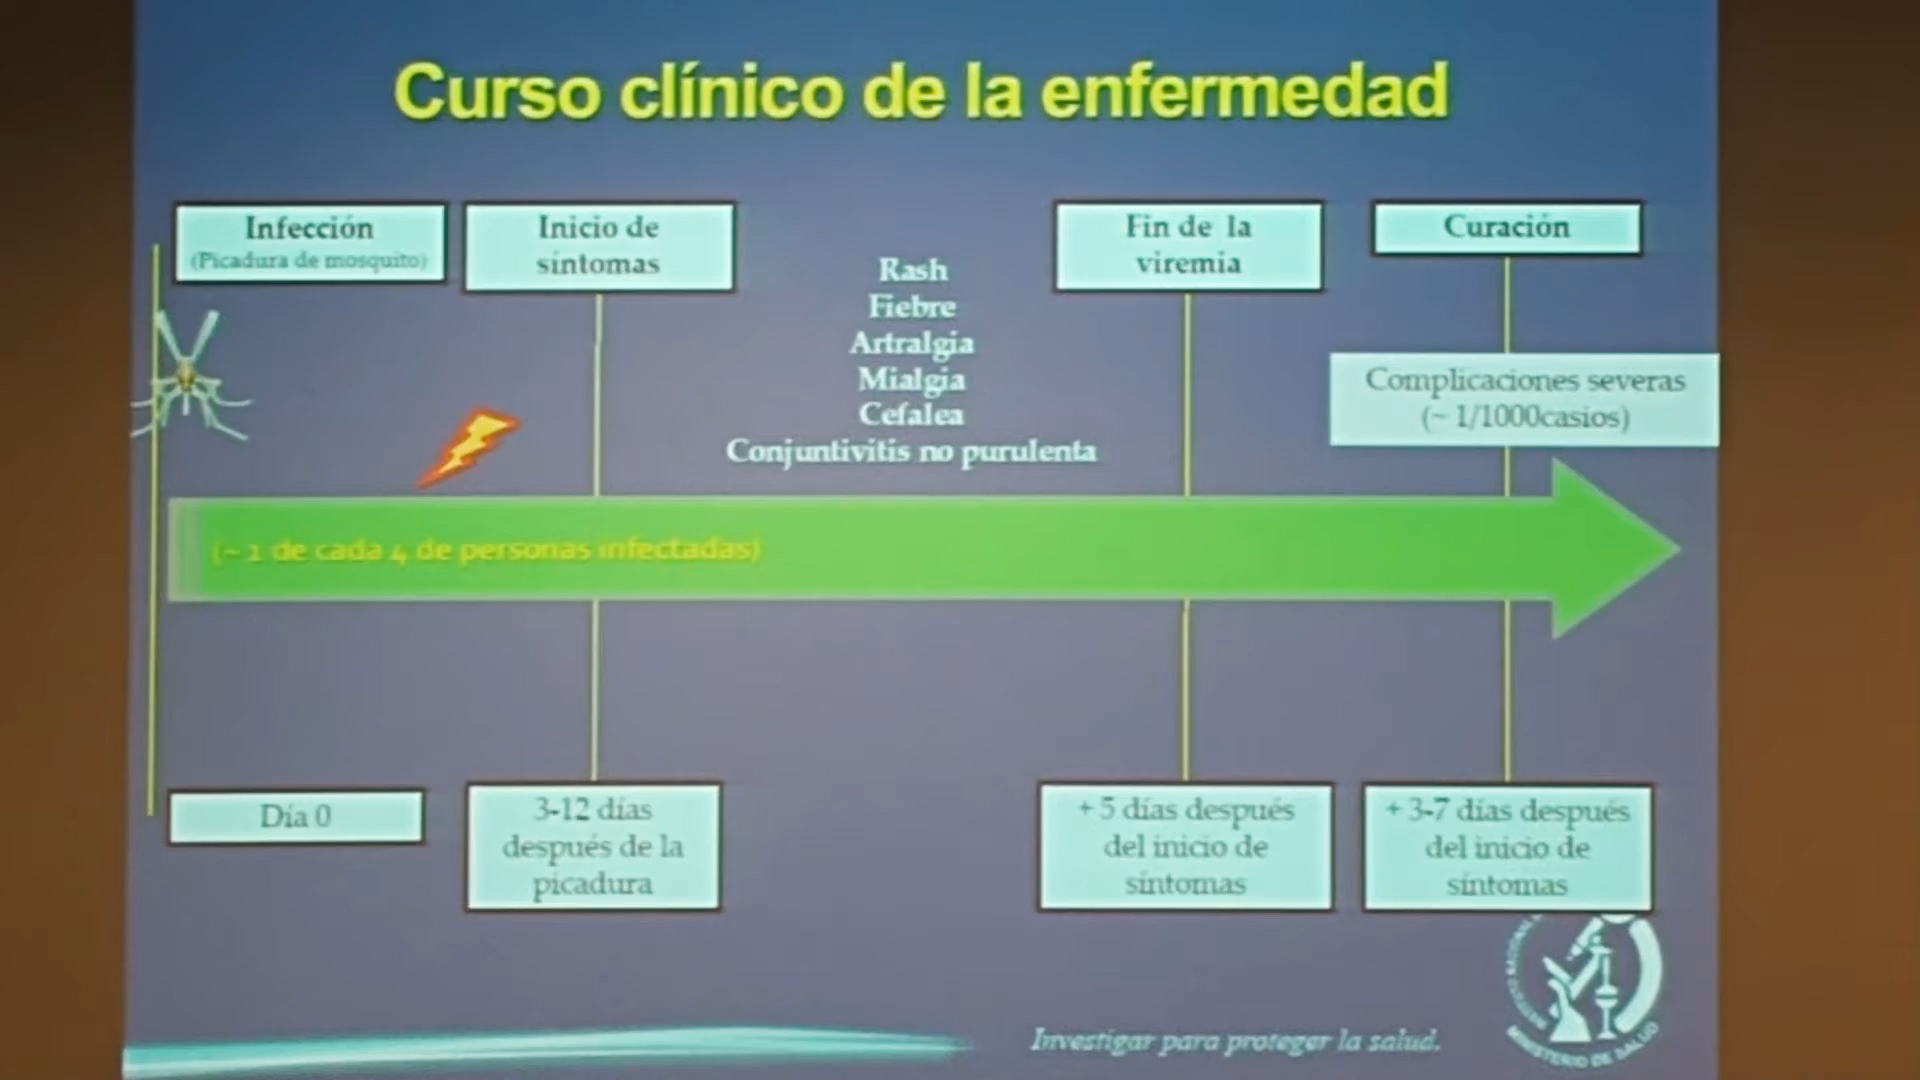 Curso clínico de la enfermedad
Infección
(Picadura de mosquito)
Inicio de
síntomas
Rash
Fiebre
Artralgia
Mialgia
Cefalea
Conjuntivitis no purulenta
Fin de la
viremia
Curación
Complicaciones severas
(~ 1/1000casios)
(~ 1 de cada 4 de personas infectadas)
Día 0
3-12 días
después de la
picadura
+ 5 días después
del inicio de
síntomas
+ 3-7 días después
del inicio de
síntomas
Investigar para proteger la salud.
MINISTERIO DE SALUD